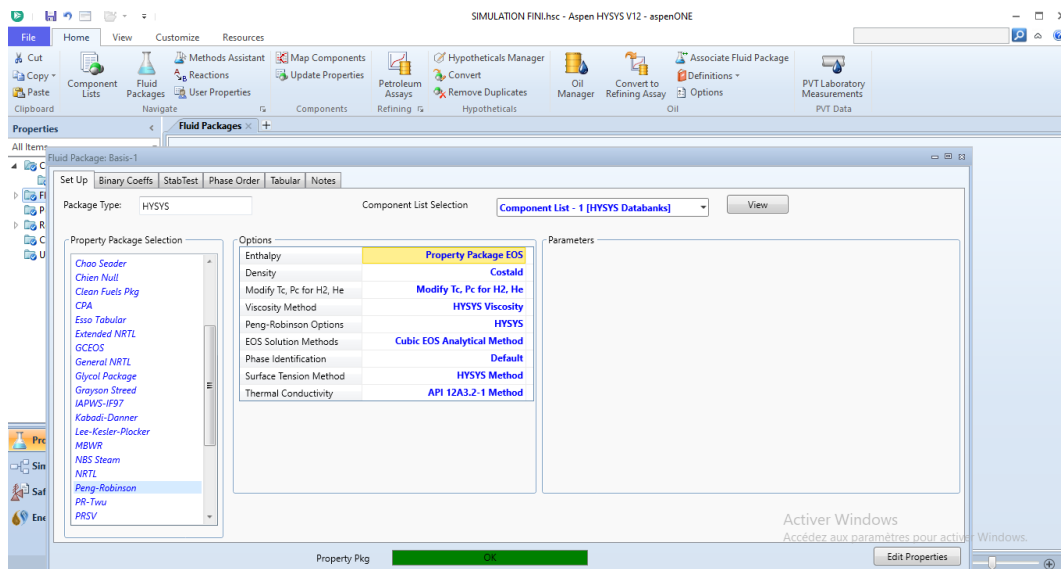 SIMULATION FINI.hsc - Aspen HYSYS V12 - aspenONE
File Home View Customize Resources
Cut
Copy
Paste
Clipboard
Component Lists
Fluid Packages
Methods Assistant
Reactions
User Properties
Navigate
Map Components
Update Properties
Components
Petroleum Assays
Refining
Hypotheticals Manager
Convert
Remove Duplicates
Hypotheticals
Oil Manager
Convert to Refining Assay
Associate Fluid Package
Definitions
Options
Oil
PVT Laboratory Measurements
PVT Data
Properties
Fluid Packages
All Items
Fluid Package: Basis-1
Set Up Binary Coeffs StabTest Phase Order Tabular Notes
Package Type: HYSYS
Component List Selection Component List - 1 [HYSYS Databanks] View
Property Package Selection
Chao Seader
Chien Null
Clean Fuels Pkg
CPA
Esso Tabular
Extended NRTL
GCEOS
General NRTL
Glycol Package
Grayson Streed
IAPWS-IF97
Kabadi-Danner
Lee-Kesler-Plocker
MBWR
NBS Steam
NRTL
Peng-Robinson
PR-Twu
PRSV
Options
Enthalpy Property Package EOS
Density Costald
Modify Tc, Pc for H2, He Modify Tc, Pc for H2, He
Viscosity Method HYSYS Viscosity
Peng-Robinson Options HYSYS
EOS Solution Methods Cubic EOS Analytical Method
Phase Identification Default
Surface Tension Method HYSYS Method
Thermal Conductivity API 12A3.2-1 Method
Parameters
Pro
Sim
Saf
Ene
Activer Windows
Accédez aux paramètres pour activer Windows.
Property Pkg OK Edit Properties